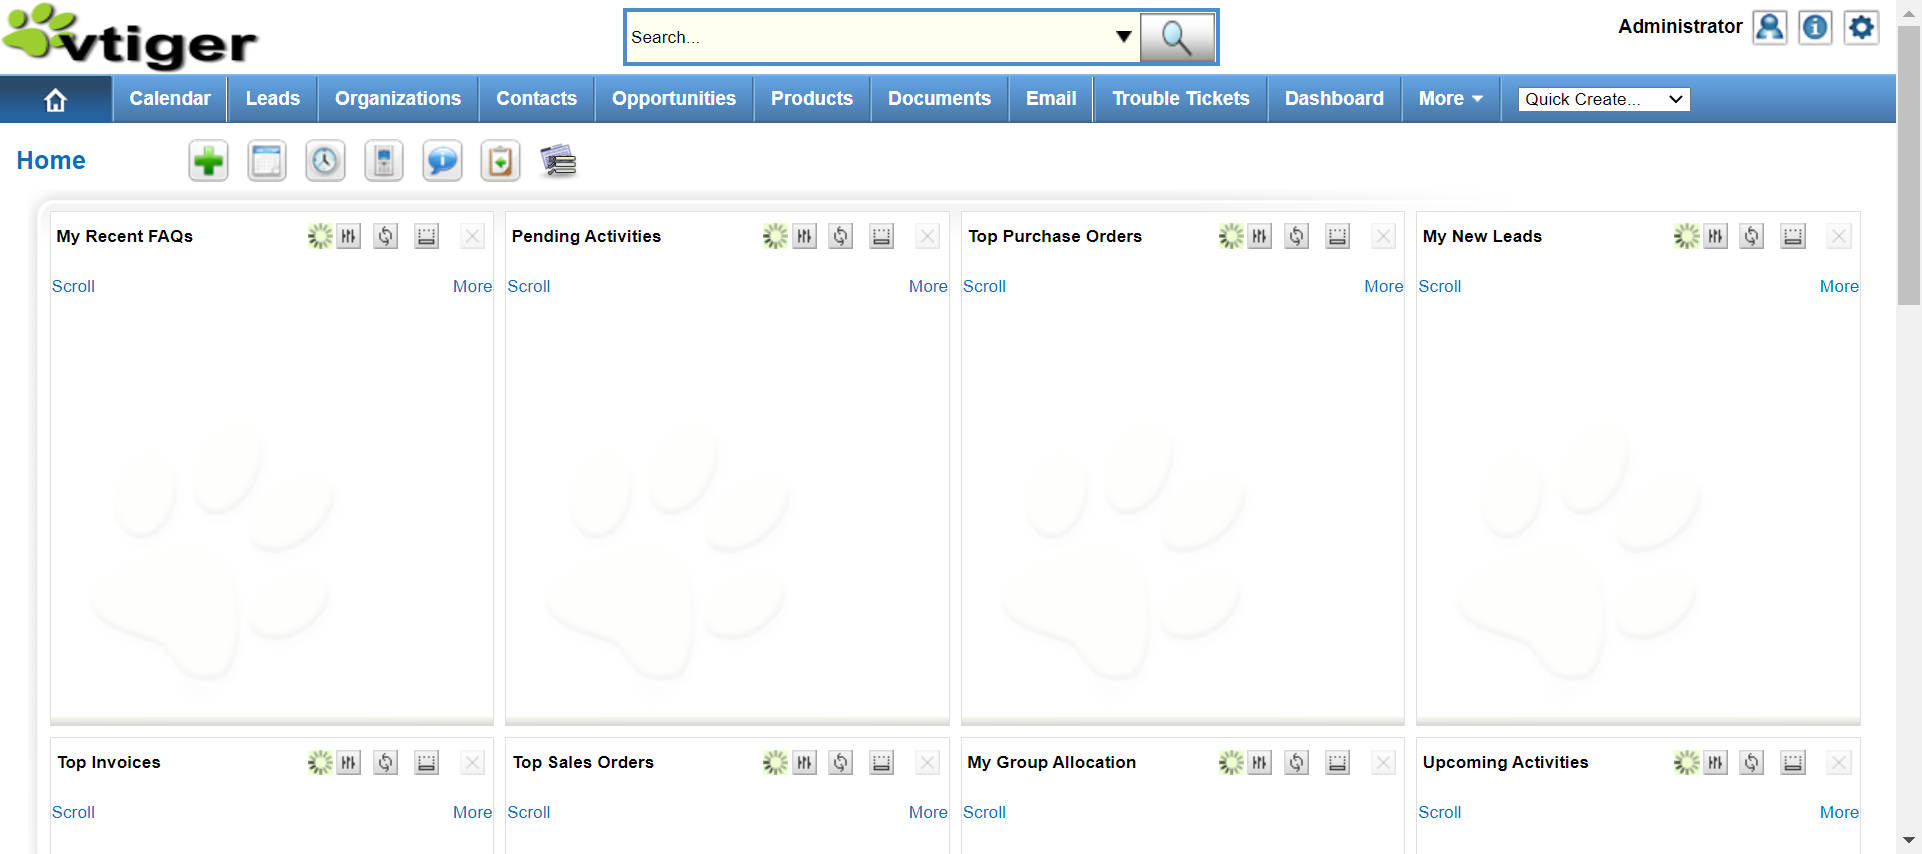 vtiger
Search...
Administrator
Calendar Leads Organizations Contacts Opportunities Products Documents Email Trouble Tickets Dashboard More Quick Create...
Home
My Recent FAQs Pending Activities Top Purchase Orders My New Leads
Scroll More Scroll More Scroll More Scroll More
Top Invoices Top Sales Orders My Group Allocation Upcoming Activities
Scroll More Scroll More Scroll Scroll More